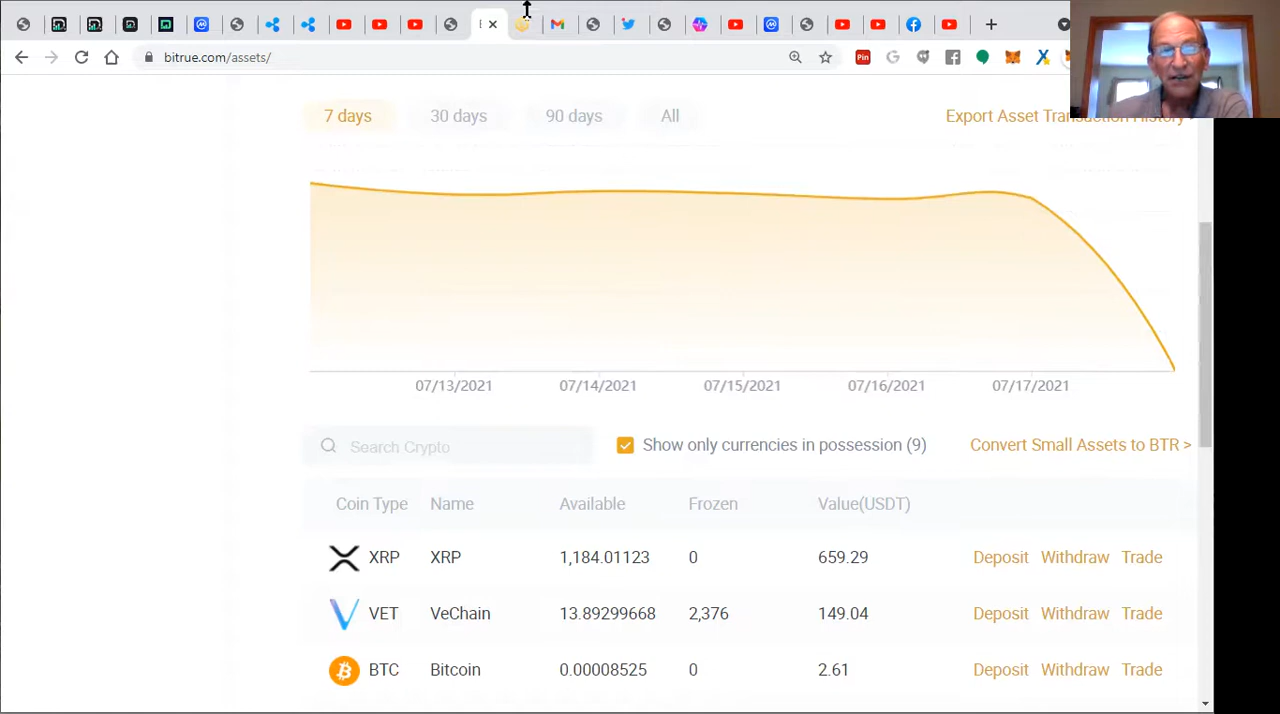 bitrue.com/assets/
Pin
7 days 30 days 90 days All Export Asset Transaction History
07/13/2021 07/14/2021 07/15/2021 07/16/2021 07/17/2021
Search Crypto Show only currencies in possession (9) Convert Small Assets to BTR >
Coin Type Name Available Frozen Value(USDT)
XRP XRP 1,184.01123 0 659.29 Deposit Withdraw Trade
VET VeChain 13.89299668 2,376 149.04 Deposit Withdraw Trade
BTC Bitcoin 0.00008525 0 2.61 Deposit Withdraw Trade